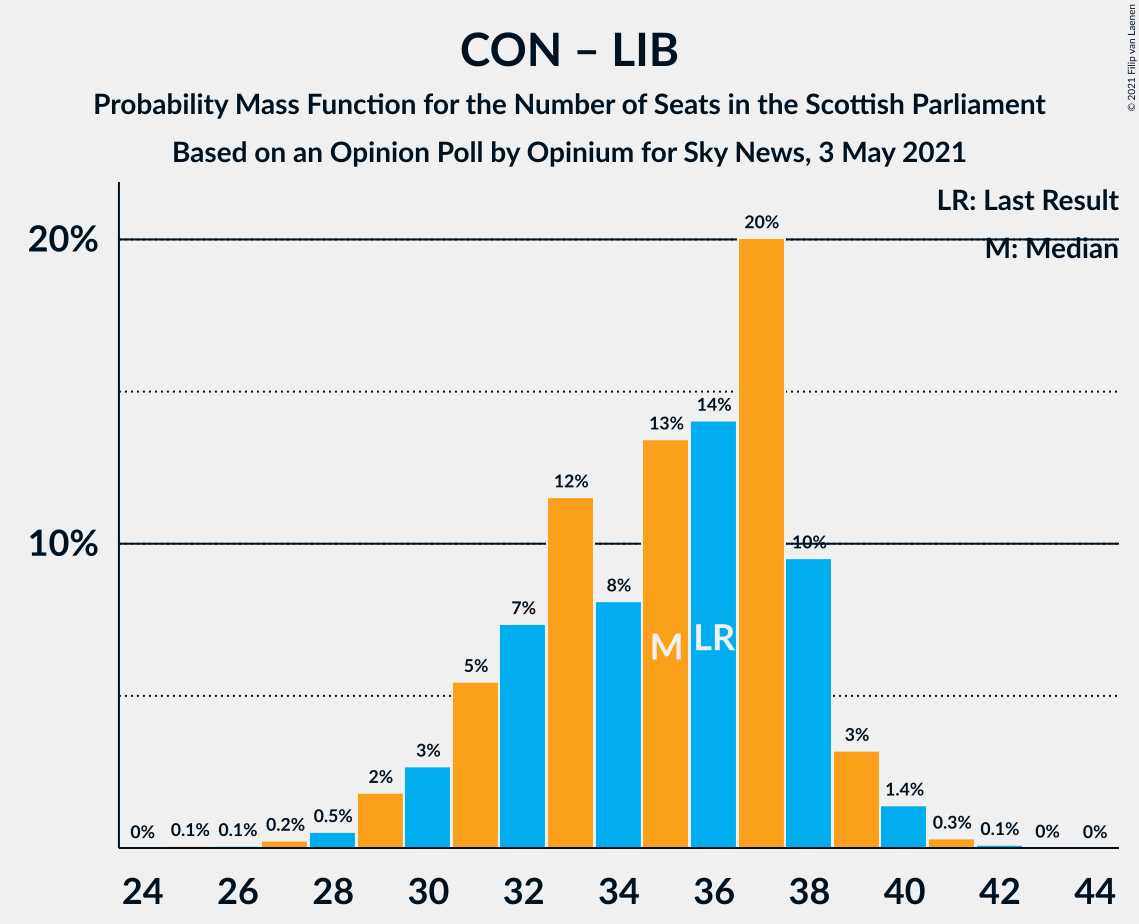 CON – LIB
Probability Mass Function for the Number of Seats in the Scottish Parliament
Based on an Opinion Poll by Opinium for Sky News, 3 May 2021
© 2021 Filip van Laenen
LR: Last Result
M: Median
20%
10%
0% 0.1% 0.1% 0.2% 0.5% 2% 3% 5% 7% 12% 8% 13% 14% 20% 10% 3% 1.4% 0.3% 0.1% 0% 0%
M LR
24 26 28 30 32 34 36 38 40 42 44